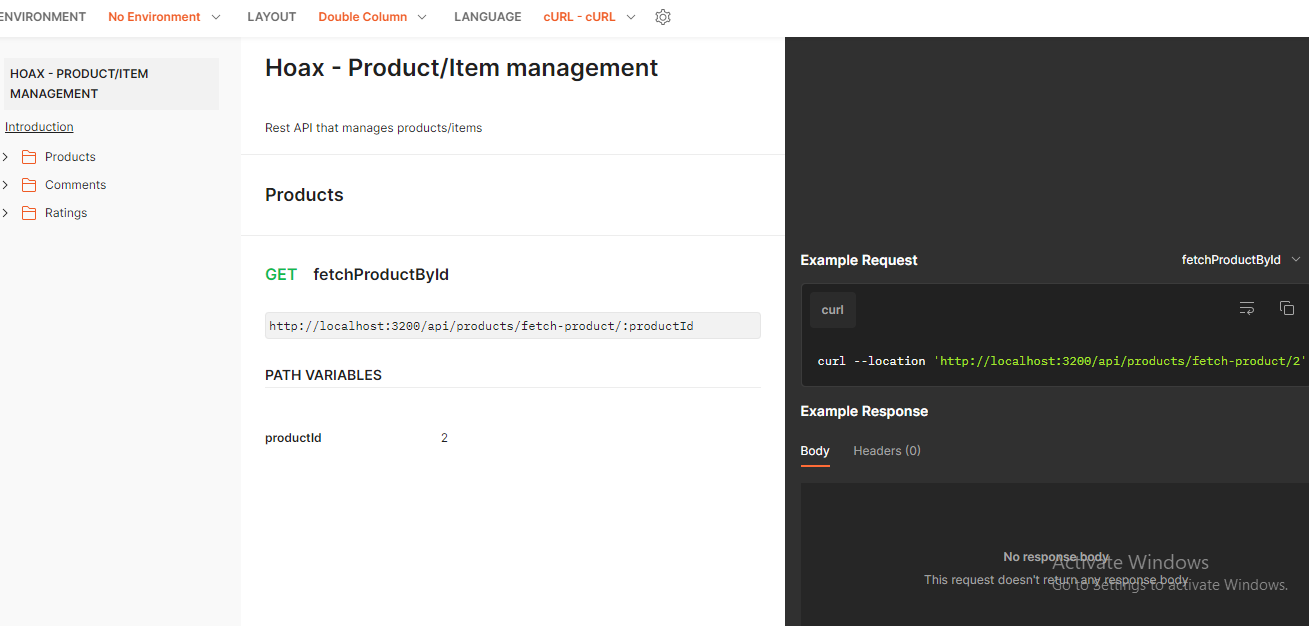 ENVIRONMENT No Environment LAYOUT Double Column LANGUAGE cURL - cURL
HOAX - PRODUCT/ITEM
MANAGEMENT
Introduction
Products
Comments
Ratings
Hoax - Product/Item management
Rest API that manages products/items
Products
GET fetchProductById
http://localhost:3200/api/products/fetch-product/:productId
PATH VARIABLES
productId 2
Example Request fetchProductById
curl
curl --location 'http://localhost:3200/api/products/fetch-product/2'
Example Response
Body Headers (0)
No response body
This request doesn't return any response body
Activate Windows
Go to Settings to activate Windows.